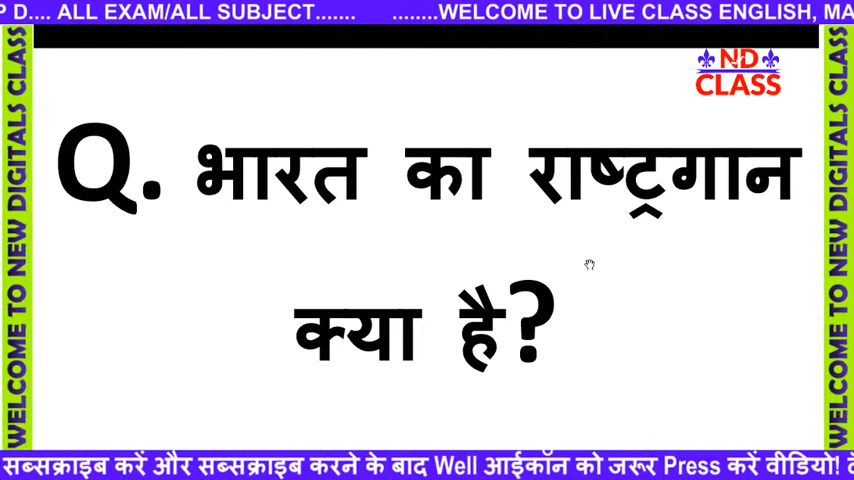 P D.... ALL EXAM/ALL SUBJECT....... ........WELCOME TO LIVE CLASS ENGLISH, MA
ND
CLASS
WELCOME TO NEW DIGITALS CLASS
Q. भारत का राष्ट्रगान
क्या है?
WELCOME TO NEW DIGITALS CLASS
सब्सक्राइब करें और सब्सक्राइब करने के बाद Well आईकॉन को जरूर Press करें वीडियो!